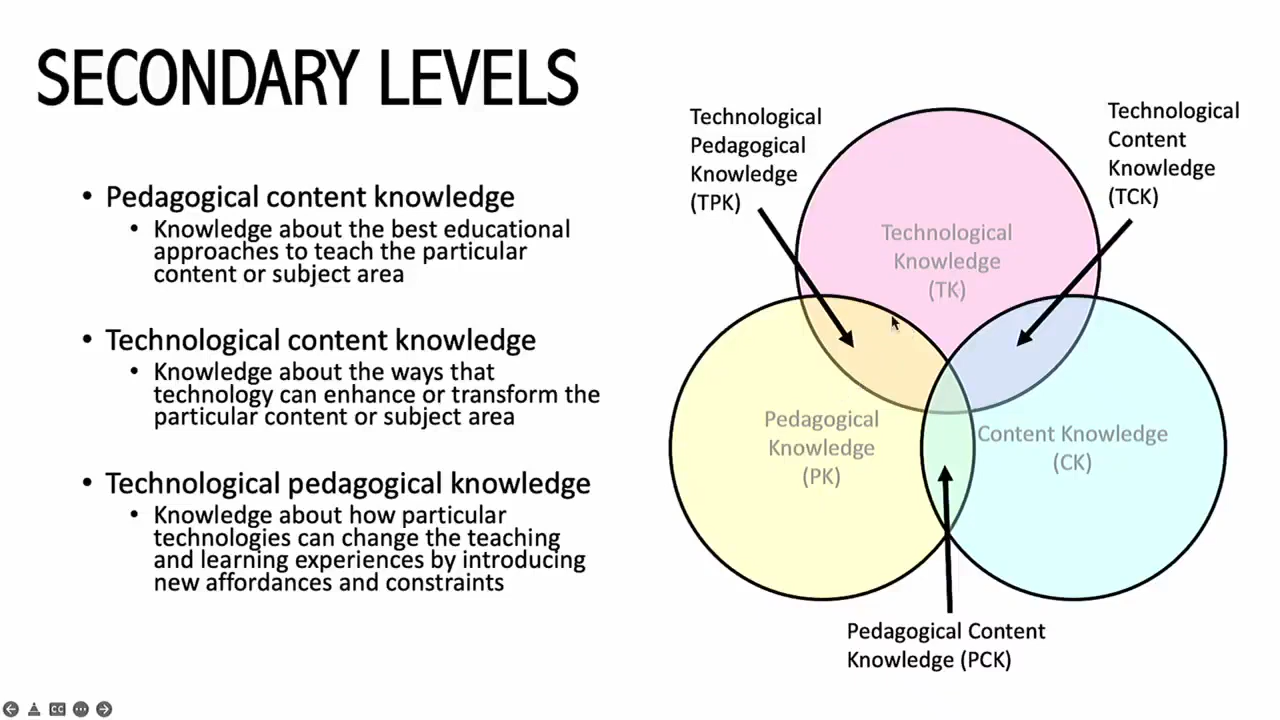 SECONDARY LEVELS
• Pedagogical content knowledge
• Knowledge about the best educational
approaches to teach the particular
content or subject area
• Technological content knowledge
• Knowledge about the ways that
technology can enhance or transform the
particular content or subject area
• Technological pedagogical knowledge
• Knowledge about how particular
technologies can change the teaching
and learning experiences by introducing
new affordances and constraints
Technological
Pedagogical
Knowledge
(TPK)
Technological
Content
Knowledge
(TCK)
Technological
Knowledge
(TK)
Pedagogical
Knowledge
(PK)
Content Knowledge
(CK)
Pedagogical Content
Knowledge (PCK)
CC